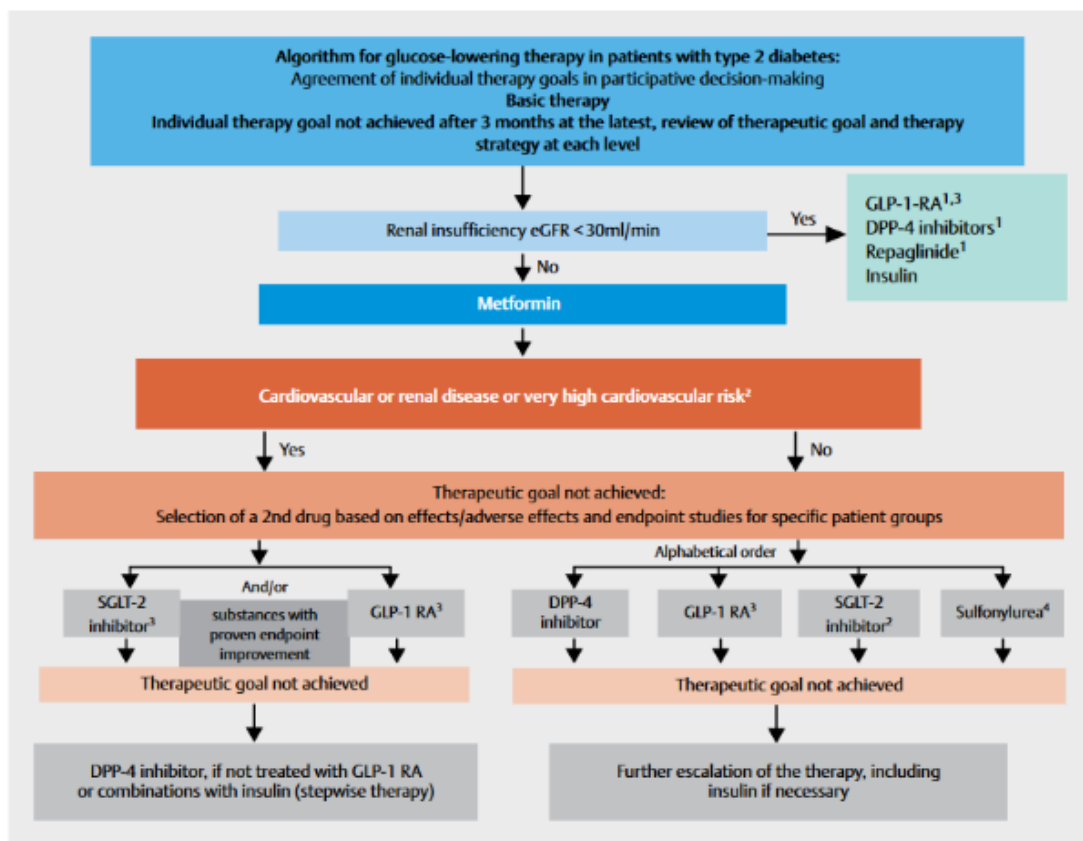 Algorithm for glucose-lowering therapy in patients with type 2 diabetes:
Agreement of individual therapy goals in participative decision-making
Basic therapy
Individual therapy goal not achieved after 3 months at the latest, review of therapeutic goal and therapy
strategy at each level
Renal insufficiency eGFR < 30ml/min
Yes
GLP-1-RA1,3
DPP-4 inhibitors1
Repaglinide1
Insulin
No
Metformin
Cardiovascular or renal disease or very high cardiovascular risk2
Yes
No
Therapeutic goal not achieved:
Selection of a 2nd drug based on effects/adverse effects and endpoint studies for specific patient groups
Alphabetical order
SGLT-2
inhibitor3
And/or
substances with
proven endpoint
improvement
GLP-1 RA3
DPP-4
inhibitor
GLP-1 RA3
SGLT-2
inhibitor2
Sulfonylurea4
Therapeutic goal not achieved
Therapeutic goal not achieved
DPP-4 inhibitor, if not treated with GLP-1 RA
or combinations with insulin (stepwise therapy)
Further escalation of the therapy, including
insulin if necessary